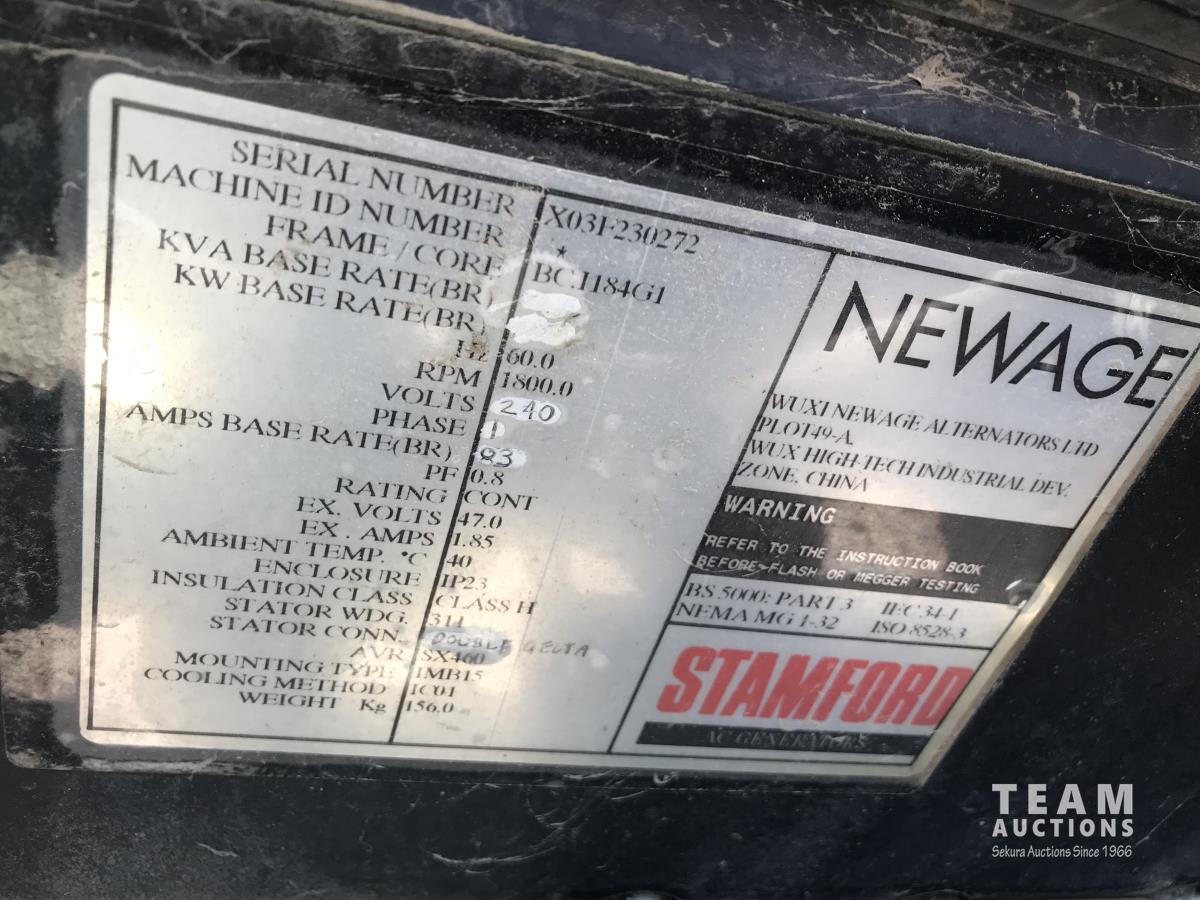 SERIAL NUMBER X03F230272
MACHINE ID NUMBER *
FRAME / CORE BCI184G1
KVA BASE RATE(BR)
KW BASE RATE(BR)
Hz 60.0
RPM 1800.0
VOLTS 240
PHASE 1
AMPS BASE RATE(BR) 83
PF 0.8
RATING CONT
EX. VOLTS 47.0
EX . AMPS 1.85
AMBIENT TEMP. °C 40
ENCLOSURE IP23
INSULATION CLASS CLASS H
STATOR WDG. 311
STATOR CONN. DOUBLE DELTA
AVR SX460
MOUNTING TYPE IMB15
COOLING METHOD IC01
WEIGHT Kg 156.0
NEWAGE
WUXI NEWAGE ALTERNATORS LTD
PLOT49-A,
WUX HIGH-TECH INDUSTRIAL DEV.
ZONE, CHINA
WARNING
REFER TO THE INSTRUCTION BOOK
BEFORE FLASH OR MEGGER TESTING
BS 5000: PART 3 IEC 34-1
NEMA MG 1-32 ISO 8528-3
STAMFORD
AC GENERATORS
TEAM
AUCTIONS
Sekura Auctions Since 1966